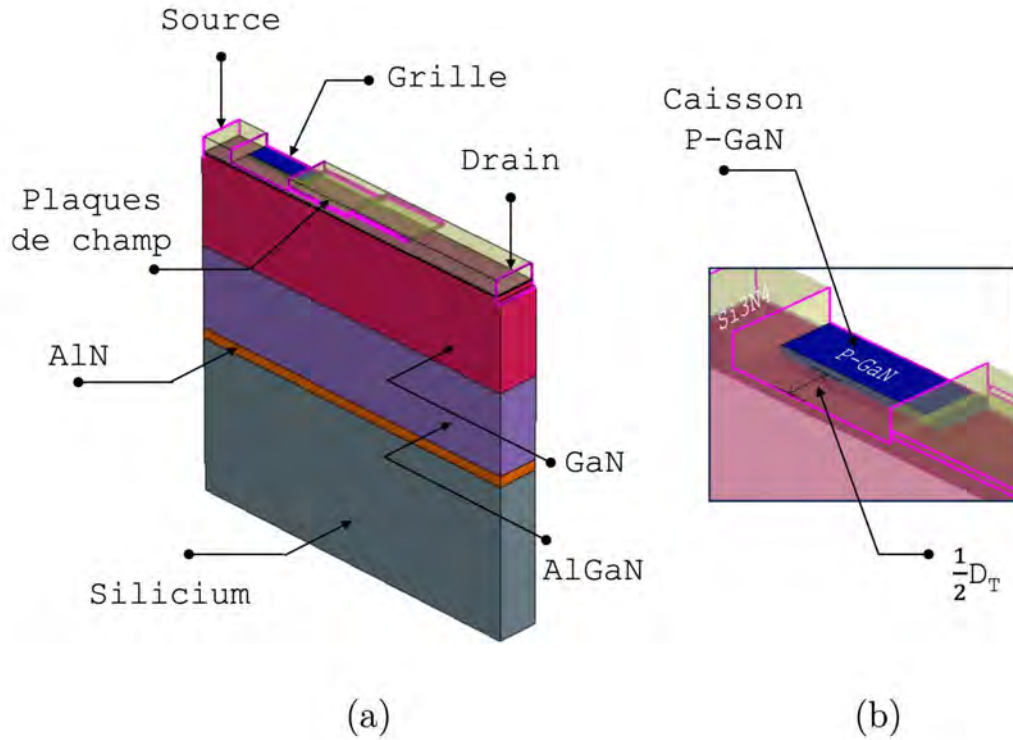 Source
Grille
Caisson
P-GaN
Drain
Plaques
de champ
Si3N4
P-GaN
AlN
GaN
AlGaN
Silicium
½D_T
(a)
(b)